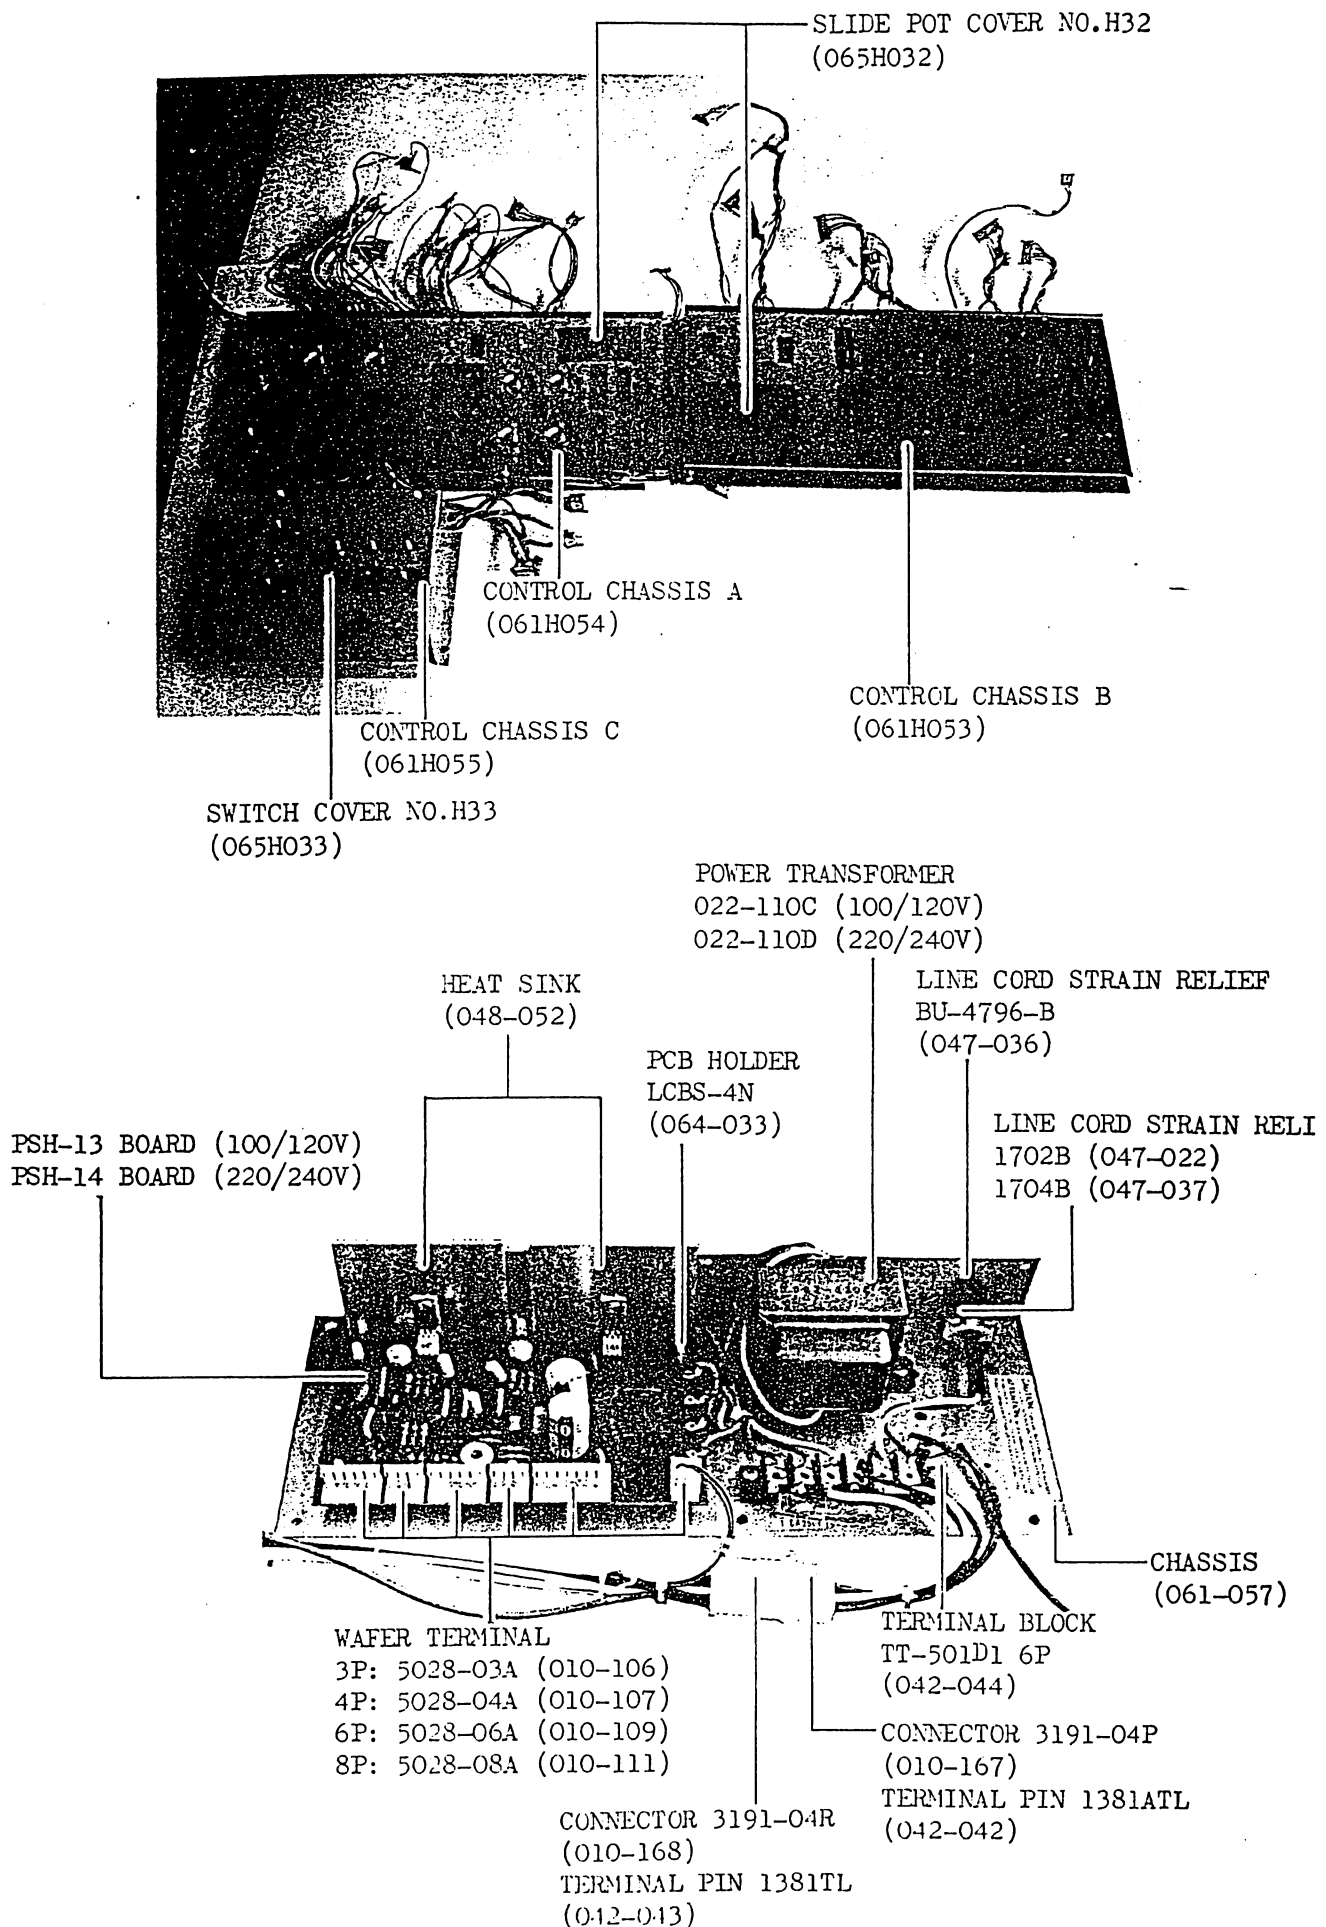 SLIDE POT COVER NO.H32
(065H032)
CONTROL CHASSIS A
(061H054)
CONTROL CHASSIS B
(061H053)
CONTROL CHASSIS C
(061H055)
SWITCH COVER NO.H33
(065H033)
POWER TRANSFORMER
022-110C (100/120V)
022-110D (220/240V)
HEAT SINK
(048-052)
LINE CORD STRAIN RELIEF
BU-4796-B
(047-036)
PCB HOLDER
LCBS-4N
(064-033)
LINE CORD STRAIN RELI
1702B (047-022)
1704B (047-037)
PSH-13 BOARD (100/120V)
PSH-14 BOARD (220/240V)
CHASSIS
(061-057)
WAFER TERMINAL
3P: 5028-03A (010-106)
4P: 5028-04A (010-107)
6P: 5028-06A (010-109)
8P: 5028-08A (010-111)
TERMINAL BLOCK
TT-501D1 6P
(042-044)
CONNECTOR 3191-04P
(010-167)
TERMINAL PIN 1381ATL
(042-042)
CONNECTOR 3191-04R
(010-168)
TERMINAL PIN 1381TL
(042-043)